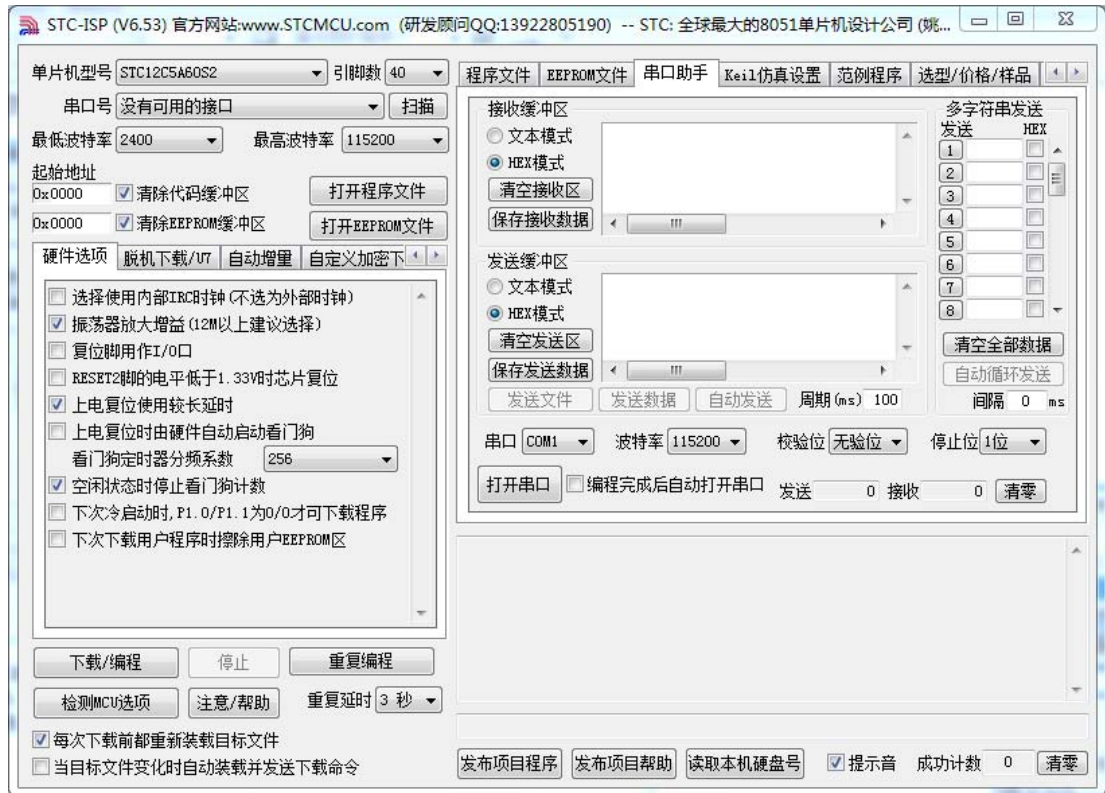 STC-ISP (V6.53) 官方网站:www.STCMCU.com (研发顾问QQ:13922805190) -- STC: 全球最大的8051单片机设计公司 (姚...
单片机型号 STC12C5A60S2 引脚数 40
串口号 没有可用的接口 扫描
最低波特率 2400 最高波特率 115200
起始地址
0x0000 清除代码缓冲区 打开程序文件
0x0000 清除EEPROM缓冲区 打开EEPROM文件
硬件选项 脱机下载/U7 自动增量 自定义加密下
选择使用内部IRC时钟(不选为外部时钟)
振荡器放大增益(12M以上建议选择)
复位脚用作I/O口
RESET2脚的电平低于1.33V时芯片复位
上电复位使用较长延时
上电复位时由硬件自动启动看门狗
看门狗定时器分频系数 256
空闲状态时停止看门狗计数
下次冷启动时,P1.0/P1.1为0/0才可下载程序
下次下载用户程序时擦除用户EEPROM区
下载/编程 停止 重复编程
检测MCU选项 注意/帮助 重复延时 3 秒
每次下载前都重新装载目标文件
当目标文件变化时自动装载并发送下载命令
程序文件 EEPROM文件 串口助手 Keil仿真设置 范例程序 选型/价格/样品
接收缓冲区
文本模式
HEX模式
清空接收区
保存接收数据
发送缓冲区
文本模式
HEX模式
清空发送区
保存发送数据
发送文件 发送数据 自动发送 周期(ms) 100
多字符串发送
发送 HEX
1
2
3
4
5
6
7
8
清空全部数据
自动循环发送
间隔 0 ms
串口 COM1 波特率 115200 校验位 无验位 停止位 1位
打开串口 编程完成后自动打开串口 发送 0 接收 0 清零
发布项目程序 发布项目帮助 读取本机硬盘号 提示音 成功计数 0 清零